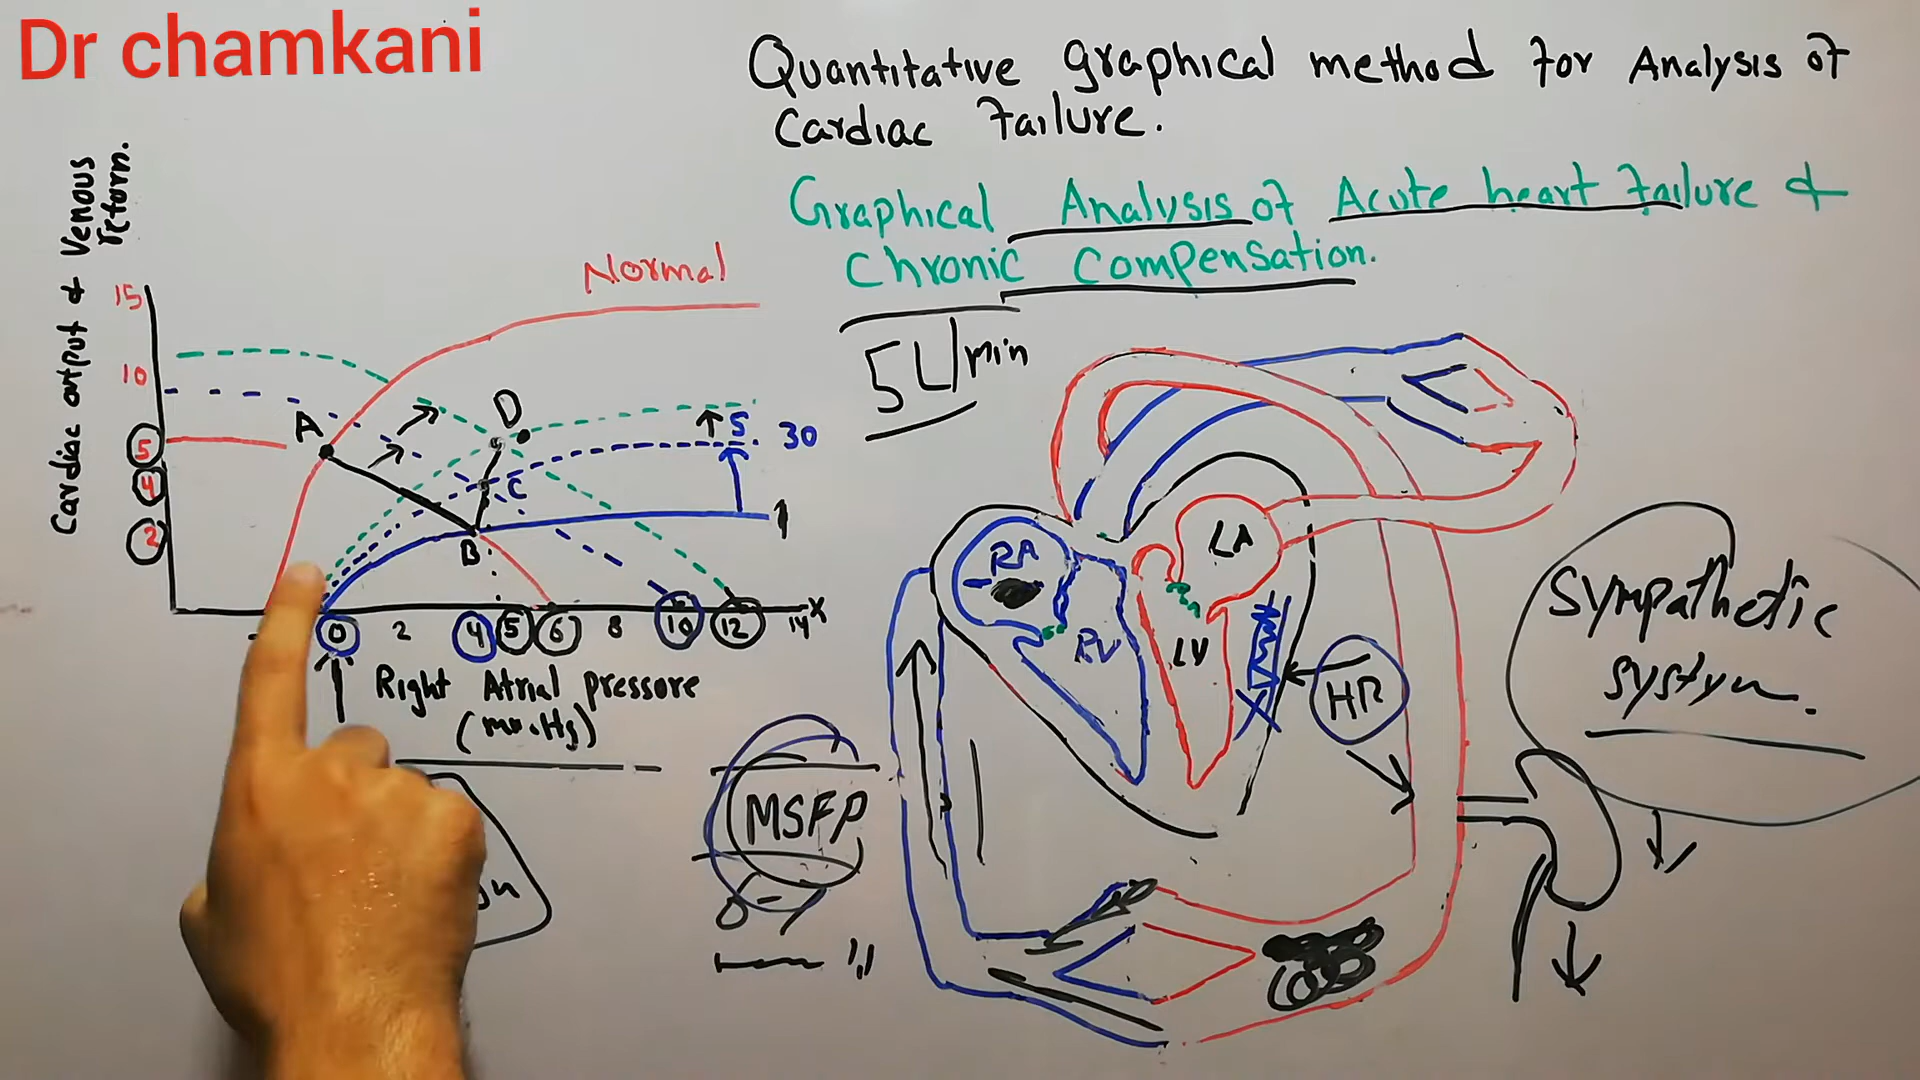 Dr chamkani
Quantitative graphical method for Analysis of
Cardiac Failure.
Graphical Analysis of Acute heart failure &
Chronic Compensation.
5L/min
Cardiac output & Venous
return.
15
10
5
4
2
Normal
A
B
C
D
S
30
1
0 2 4 5 6 8 10 12 14 x
Right Atrial pressure
(mm.Hg)
MSFP
RA
RV
LA
LV
HR
Sympathetic
system.